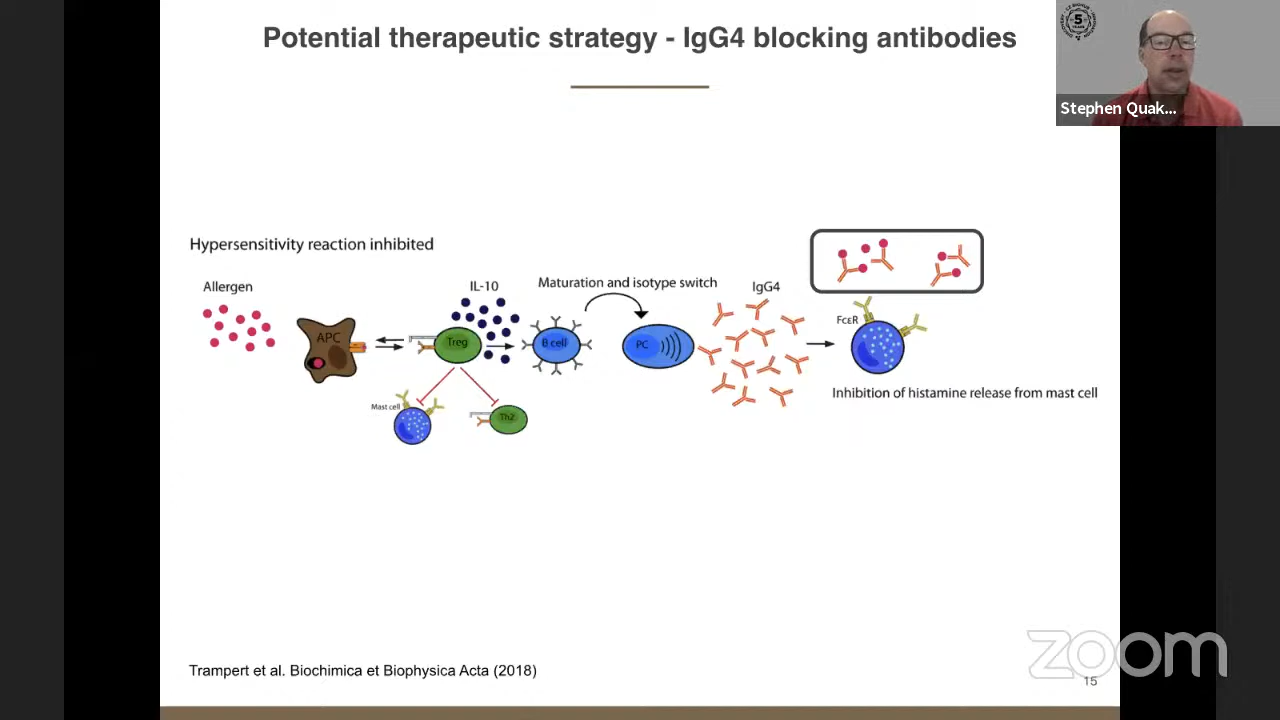 Potential therapeutic strategy - IgG4 blocking antibodies
5
Stephen Quak...
Hypersensitivity reaction inhibited
Allergen
IL-10
Maturation and isotype switch
IgG4
APC
Treg
B cell
PC
FcεR
Mast cell
Th2
Inhibition of histamine release from mast cell
Trampert et al. Biochimica et Biophysica Acta (2018)
zoom
15